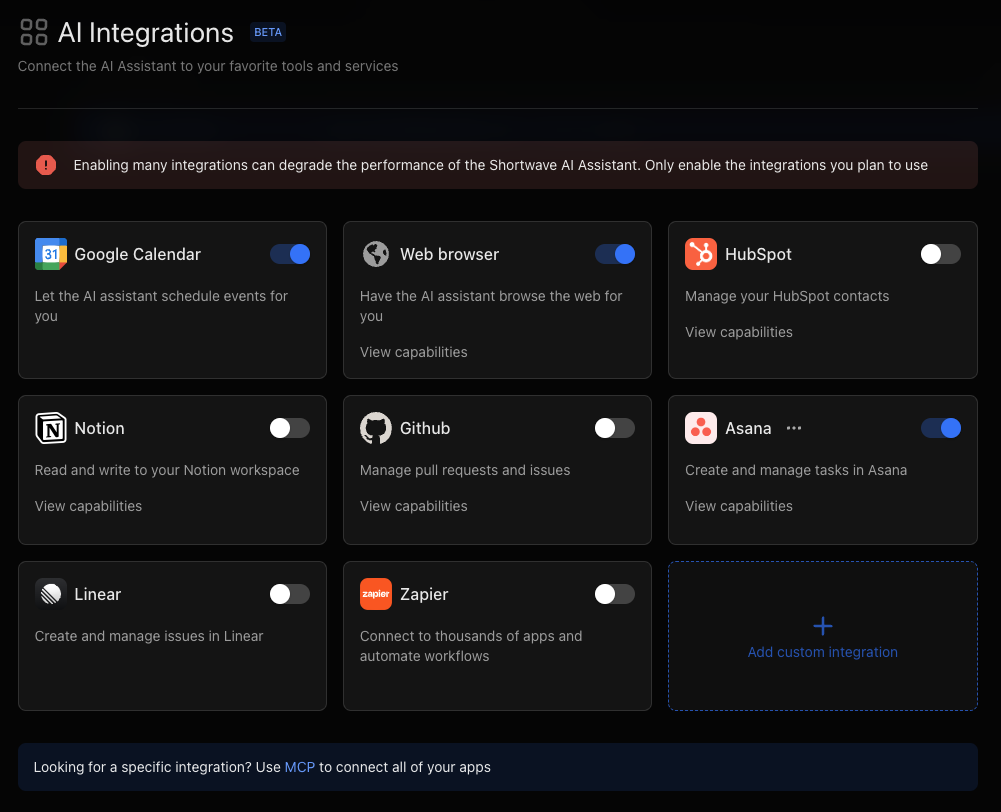 AI Integrations BETA
Connect the AI Assistant to your favorite tools and services
Enabling many integrations can degrade the performance of the Shortwave AI Assistant. Only enable the integrations you plan to use
31 Google Calendar
Let the AI assistant schedule events for
you
Web browser
Have the AI assistant browse the web for
you
View capabilities
HubSpot
Manage your HubSpot contacts
View capabilities
Notion
Read and write to your Notion workspace
View capabilities
Github
Manage pull requests and issues
View capabilities
Asana
Create and manage tasks in Asana
View capabilities
Linear
Create and manage issues in Linear
zapier Zapier
Connect to thousands of apps and
automate workflows
Add custom integration
Looking for a specific integration? Use MCP to connect all of your apps